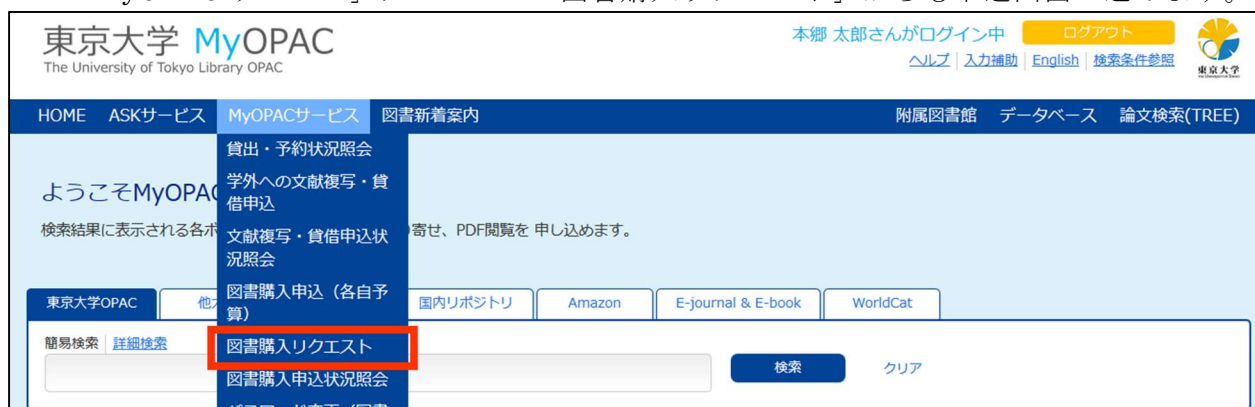 東京大学 MyOPAC
The University of Tokyo Library OPAC
本郷 太郎さんがログイン中 ログアウト
ヘルプ | 入力補助 | English | 検索条件参照
東京大学
HOME ASKサービス MyOPACサービス 図書新着案内 附属図書館 データベース 論文検索(TREE)
貸出・予約状況照会
学外への文献複写・貸
借申込
文献複写・貸借申込状
況照会
図書購入申込（各自予
算）
図書購入リクエスト
図書購入申込状況照会
ようこそMyOPAC
検索結果に表示される各ボ
寄せ、PDF閲覧を 申し込めます。
東京大学OPAC 他 国内リポジトリ Amazon E-journal & E-book WorldCat
簡易検索 | 詳細検索
検索 クリア